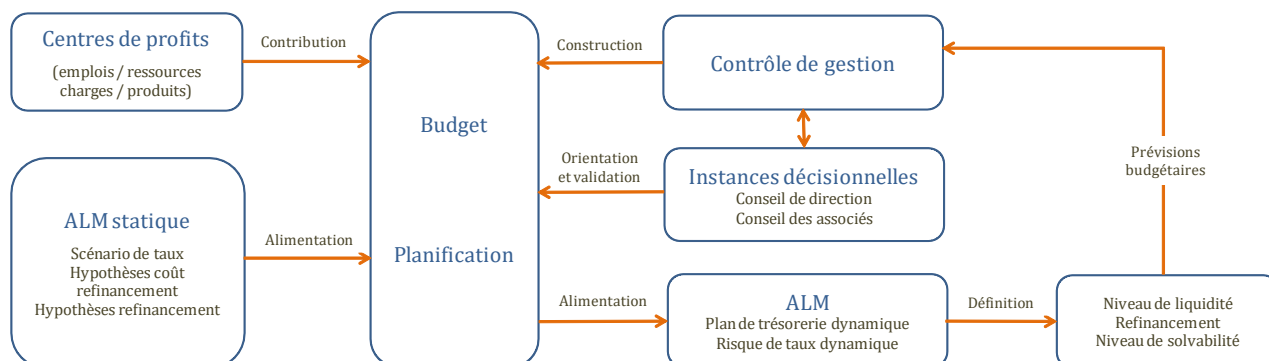 Centres de profits
(emplois / ressources
charges / produits)
Contribution
ALM statique
Scénario de taux
Hypothèses coût
refinancement
Hypothèses refinancement
Alimentation
Budget
Planification
Construction
Contrôle de gestion
Orientation
et validation
Instances décisionnelles
Conseil de direction
Conseil des associés
Alimentation
ALM
Plan de trésorerie dynamique
Risque de taux dynamique
Définition
Niveau de liquidité
Refinancement
Niveau de solvabilité
Prévisions
budgétaires